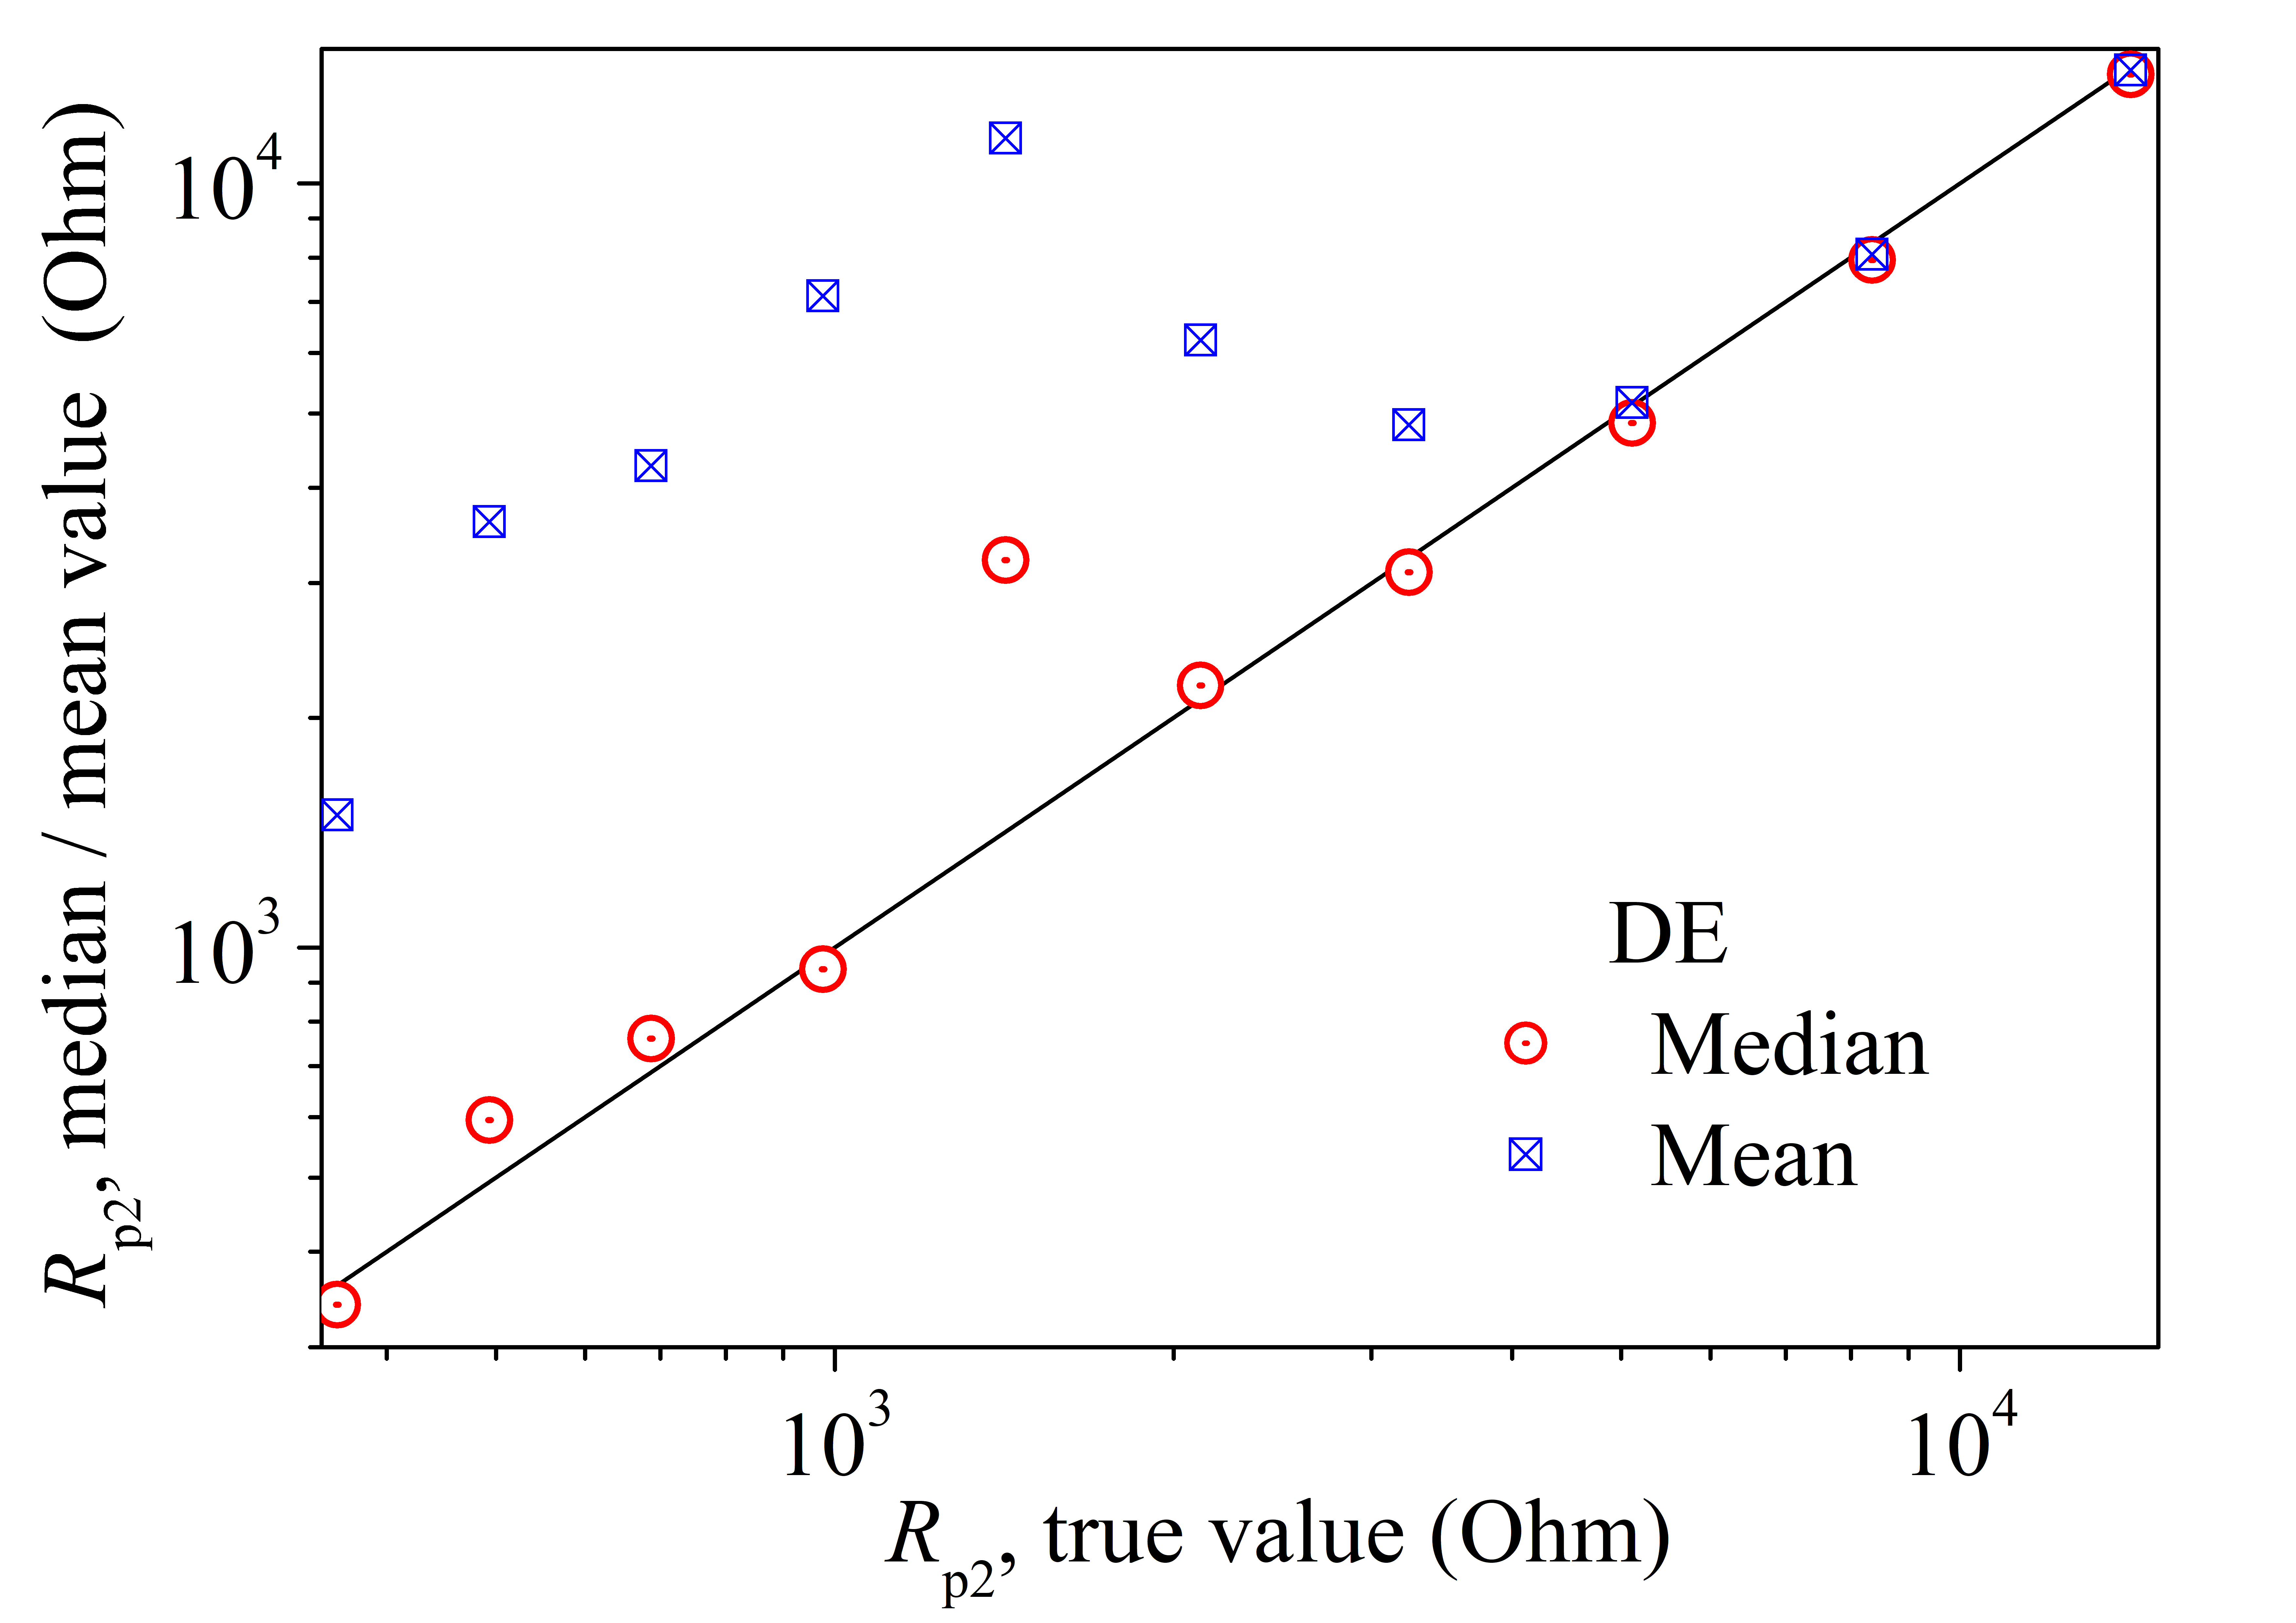 R_p2, median / mean value (Ohm)
10^4
10^3
DE
Median
Mean
10^3
10^4
R_p2, true value (Ohm)